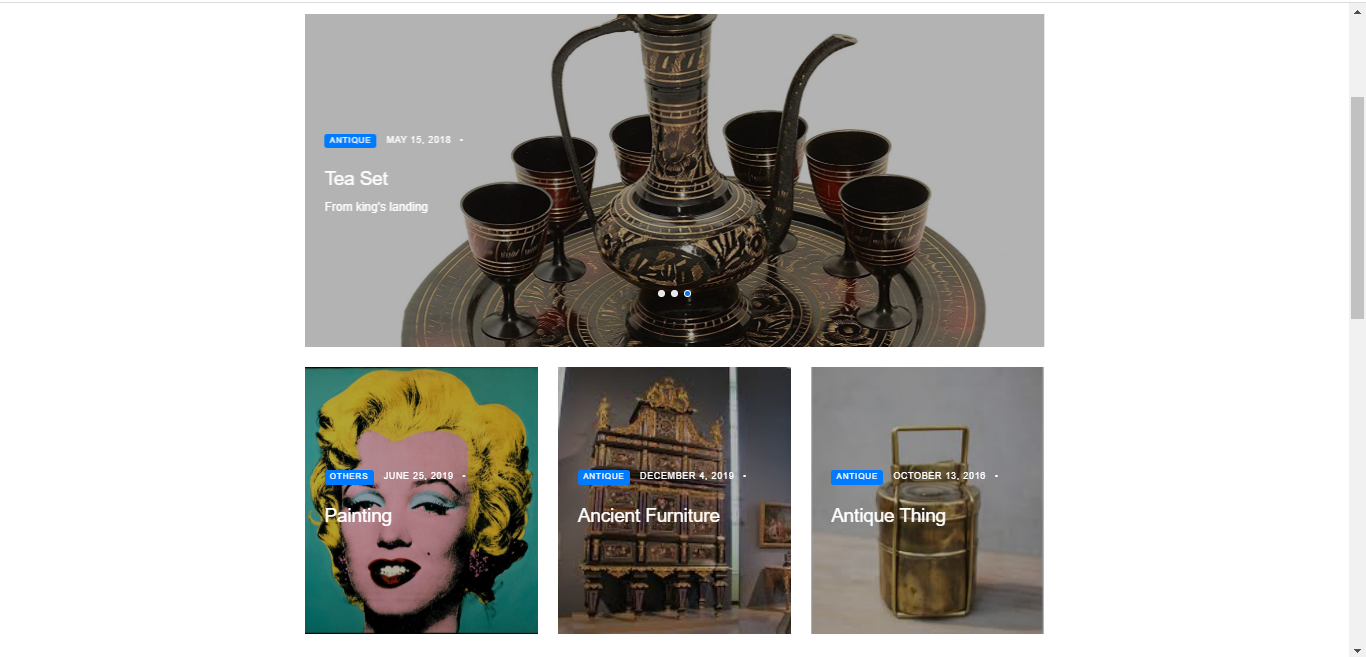 ANTIQUE MAY 15, 2018 •
Tea Set
From king's landing
OTHERS JUNE 25, 2019 •
Painting
ANTIQUE DECEMBER 4, 2019 •
Ancient Furniture
ANTIQUE OCTOBER 13, 2016 •
Antique Thing